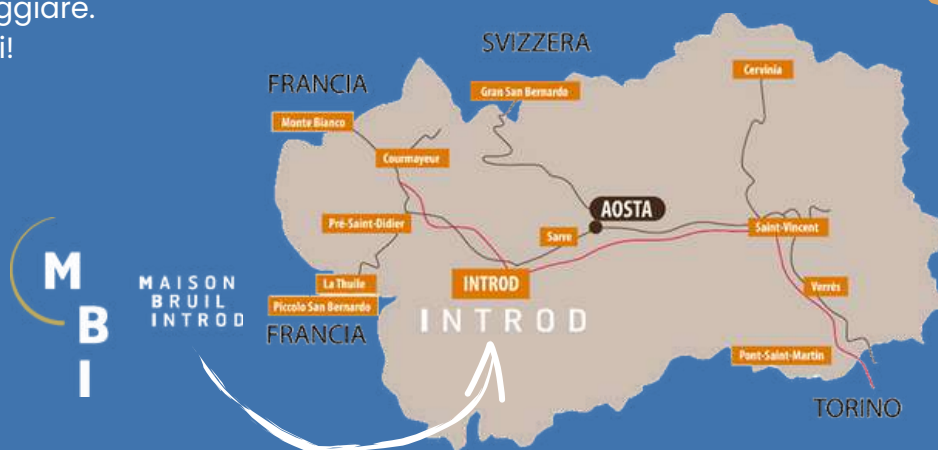 ggiare.
i!
SVIZZERA
FRANCIA
Cervinia
Gran San Bernardo
Monte Bianco
Courmayeur
AOSTA
Pré-Saint-Didier
Saint-Vincent
Sarre
M
B
I
MAISON
BRUIL
INTROD
La Thuile
INTROD
Verrès
Piccolo San Bernardo
INTROD
FRANCIA
Pont-Saint-Martin
TORINO